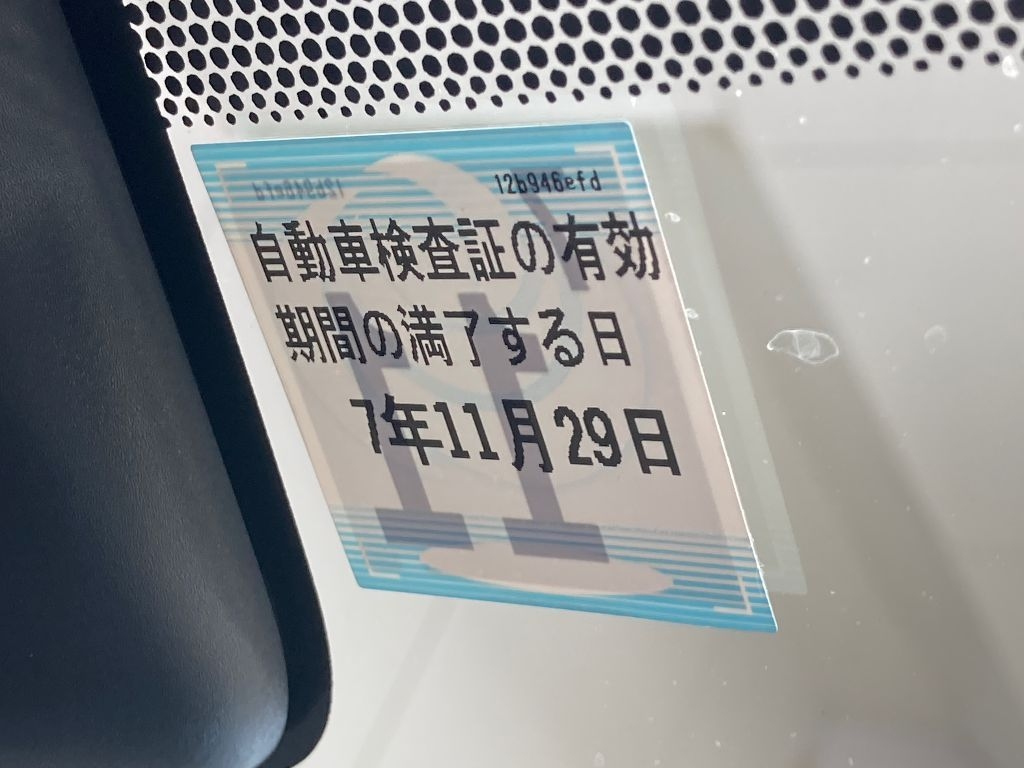 12b946efd
自動車検査証の有効
期間の満了する日
7年11月29日